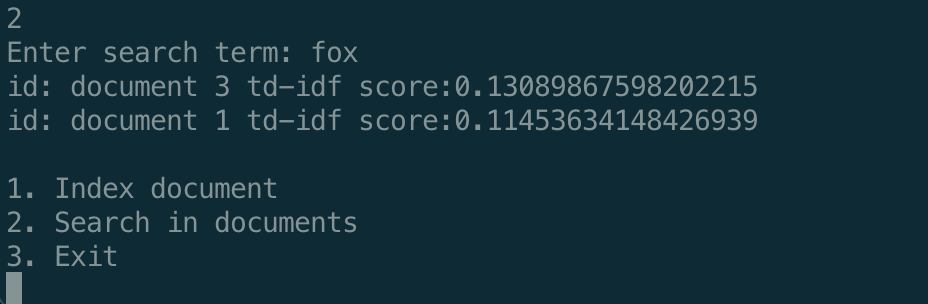 2
Enter search term: fox
id: document 3 td-idf score:0.13089867598202215
id: document 1 td-idf score:0.11453634148426939
1. Index document
2. Search in documents
3. Exit